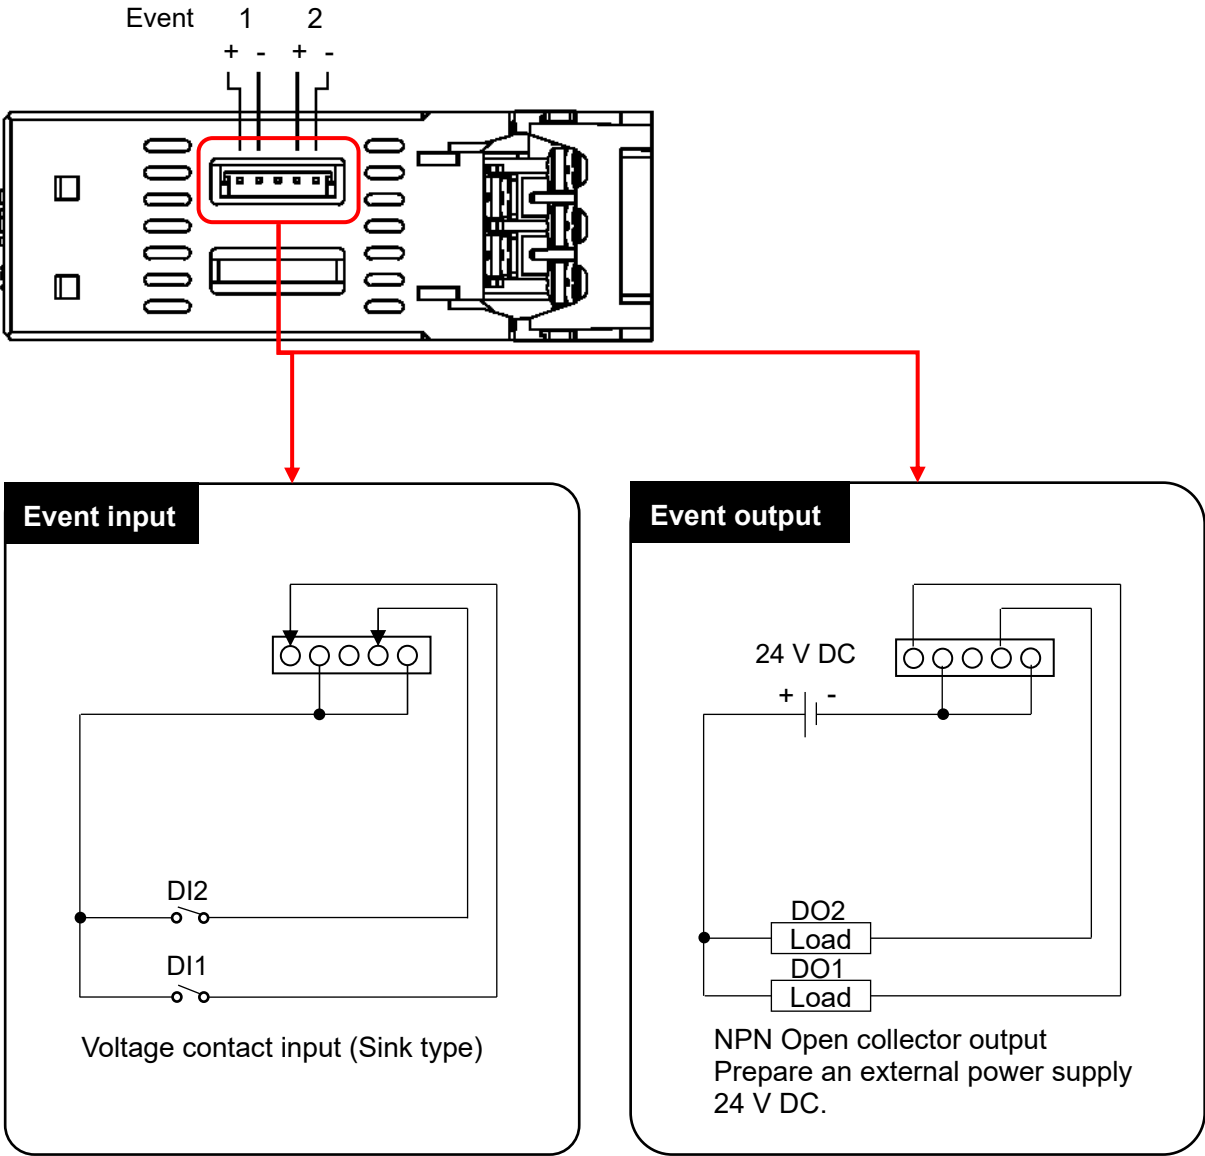 Event 1 2
+ - + -
Event input
DI2
DI1
Voltage contact input (Sink type)
Event output
24 V DC
+ -
DO2
Load
DO1
Load
NPN Open collector output
Prepare an external power supply
24 V DC.